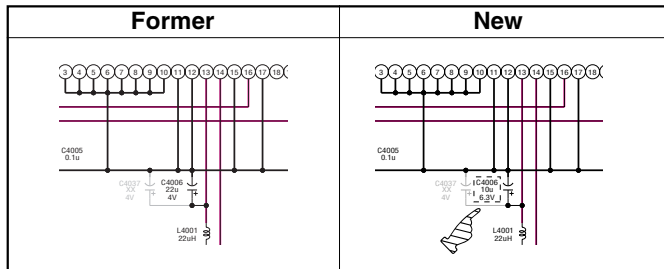 Former New
3 4 5 6 7 8 9 10 11 12 13 14 15 16 17 18
3 4 5 6 7 8 9 10 11 12 13 14 15 16 17 18
C4005
0.1u
C4037
XX
4V
C4006
22u
4V
L4001
22uH
C4005
0.1u
C4037
XX
4V
C4006
10u
6.3V
L4001
22uH